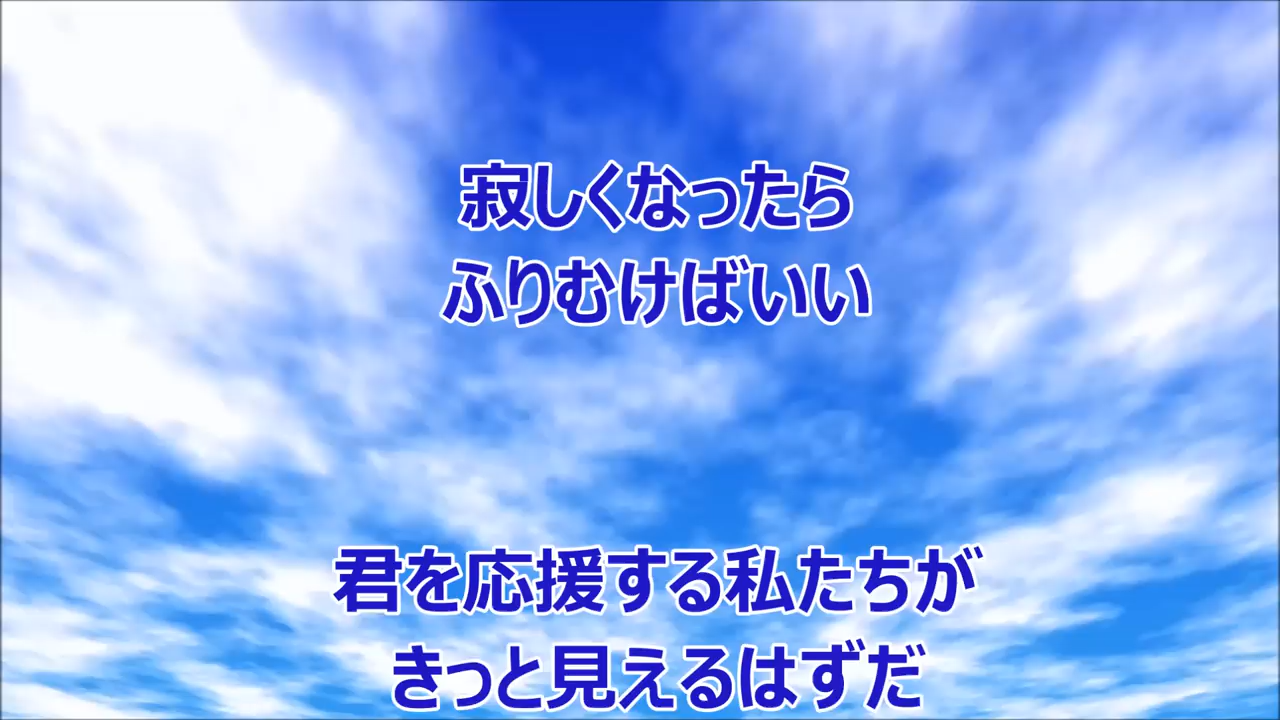 寂しくなったら
ふりむけばいい
君を応援する私たちが
きっと見えるはずだ